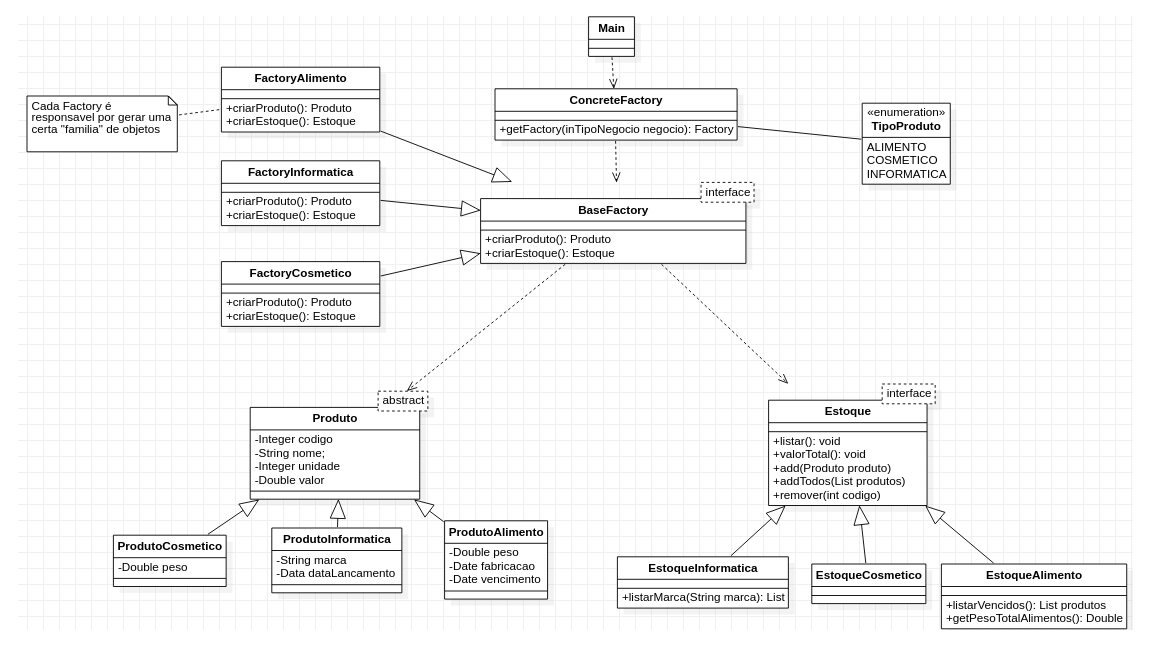 Main
FactoryAlimento
+criarProduto(): Produto
+criarEstoque(): Estoque
Cada Factory é
responsavel por gerar uma
certa "familia" de objetos
ConcreteFactory
+getFactory(inTipoNegocio negocio): Factory
«enumeration»
TipoProduto
ALIMENTO
COSMETICO
INFORMATICA
FactoryInformatica
+criarProduto(): Produto
+criarEstoque(): Estoque
interface
BaseFactory
+criarProduto(): Produto
+criarEstoque(): Estoque
FactoryCosmetico
+criarProduto(): Produto
+criarEstoque(): Estoque
abstract
Produto
-Integer codigo
-String nome;
-Integer unidade
-Double valor
interface
Estoque
+listar(): void
+valorTotal(): void
+add(Produto produto)
+addTodos(List produtos)
+remover(int codigo)
ProdutoCosmetico
-Double peso
ProdutoInformatica
-String marca
-Data dataLancamento
ProdutoAlimento
-Double peso
-Date fabricacao
-Date vencimento
EstoqueInformatica
+listarMarca(String marca): List
EstoqueCosmetico
EstoqueAlimento
+listarVencidos(): List produtos
+getPesoTotalAlimentos(): Double